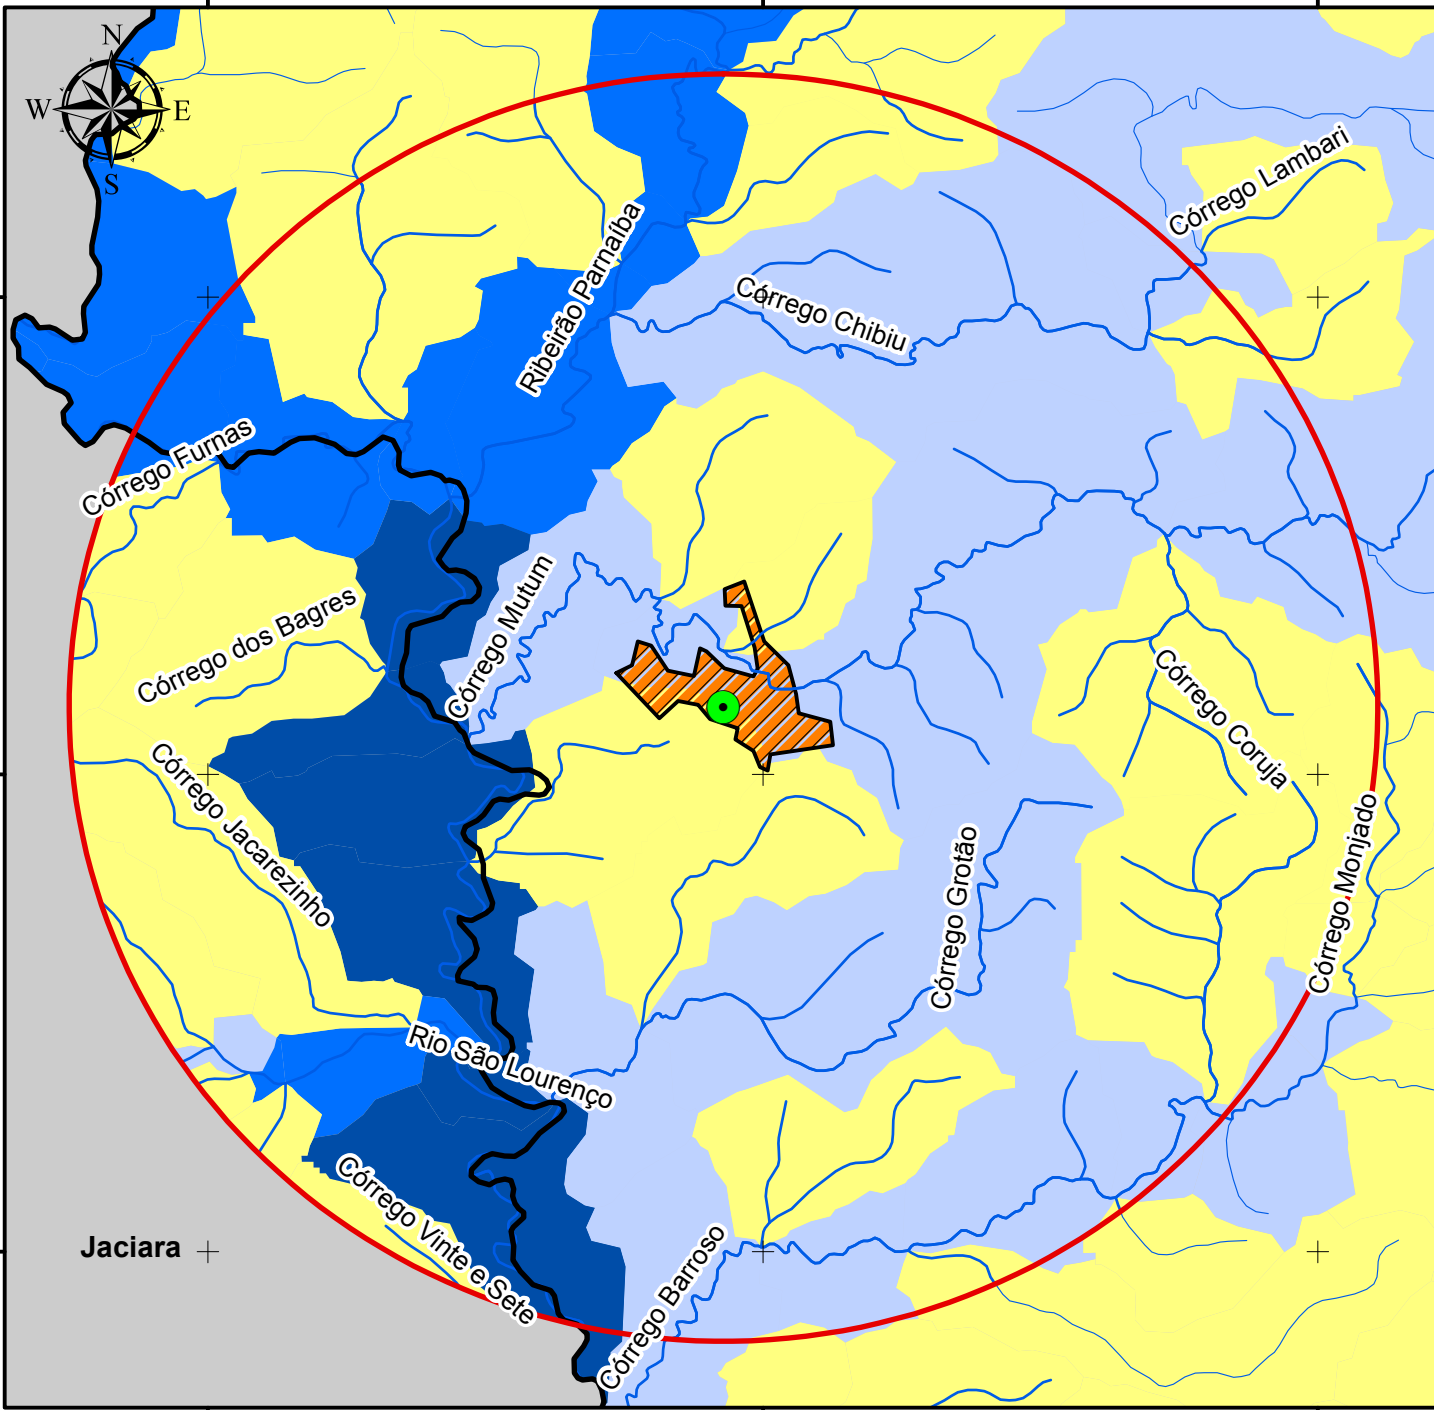 N
W
E
S
Córrego Lambari
Ribeirão Parnaíba
Córrego Chibiu
Córrego Furnas
Córrego Mutum
Córrego dos Bagres
Córrego Coruja
Córrego Jacarezinho
Córrego Monjado
Córrego Grotão
Rio São Lourenço
Córrego Vinte e Sete
Jaciara
Córrego Barroso